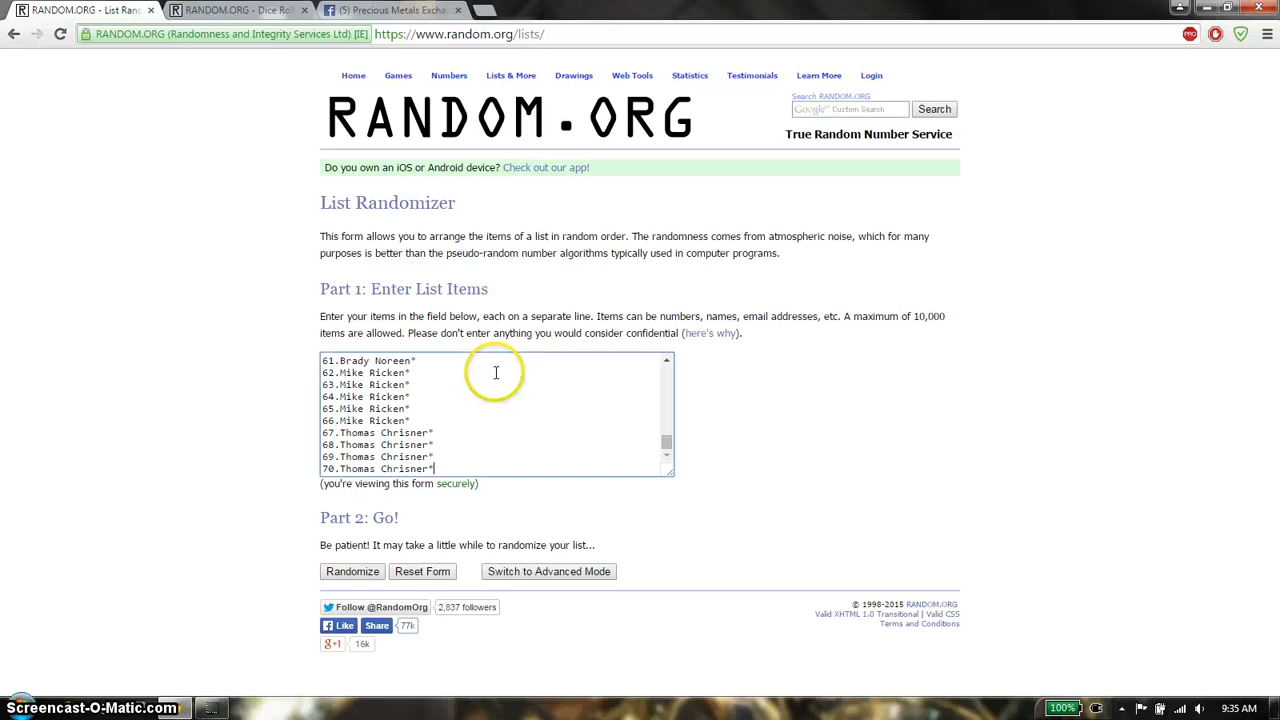 RANDOM.ORG - List Ran
RANDOM.ORG - Dice Rol
(5) Precious Metals Excha
RANDOM.ORG (Randomness and Integrity Services Ltd) [IE]
https://www.random.org/lists/
Home Games Numbers Lists & More Drawings Web Tools Statistics Testimonials Learn More Login
Search RANDOM.ORG
RANDOM.ORG
Google™ Custom Search
Search
True Random Number Service
Do you own an iOS or Android device? Check out our app!
List Randomizer
This form allows you to arrange the items of a list in random order. The randomness comes from atmospheric noise, which for many
purposes is better than the pseudo-random number algorithms typically used in computer programs.
Part 1: Enter List Items
Enter your items in the field below, each on a separate line. Items can be numbers, names, email addresses, etc. A maximum of 10,000
items are allowed. Please don't enter anything you would consider confidential (here's why).
61.Brady Noreen*
62.Mike Ricken*
63.Mike Ricken*
64.Mike Ricken*
65.Mike Ricken*
66.Mike Ricken*
67.Thomas Chrisner*
68.Thomas Chrisner*
69.Thomas Chrisner*
70.Thomas Chrisner*
(you're viewing this form securely)
Part 2: Go!
Be patient! It may take a little while to randomize your list...
Randomize Reset Form Switch to Advanced Mode
Follow @RandomOrg 2,837 followers
Like Share 77k
g+1 16k
© 1998-2015 RANDOM.ORG
Valid XHTML 1.0 Transitional | Valid CSS
Terms and Conditions
Screencast-O-Matic.com
100%
9:35 AM